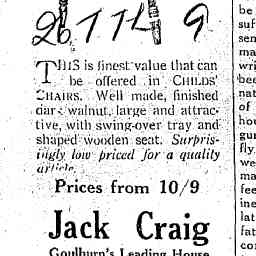 THIS is finest value that can
be offered in CHILDS'
CHAIRS. Well made, finished
dark walnut, large and attrac-
tive, with swing-over tray and
shaped wooden seat. Surpris-
ingly low priced for a quality
article.
Prices from 10/9
Jack Craig
Goulburn's Leading House